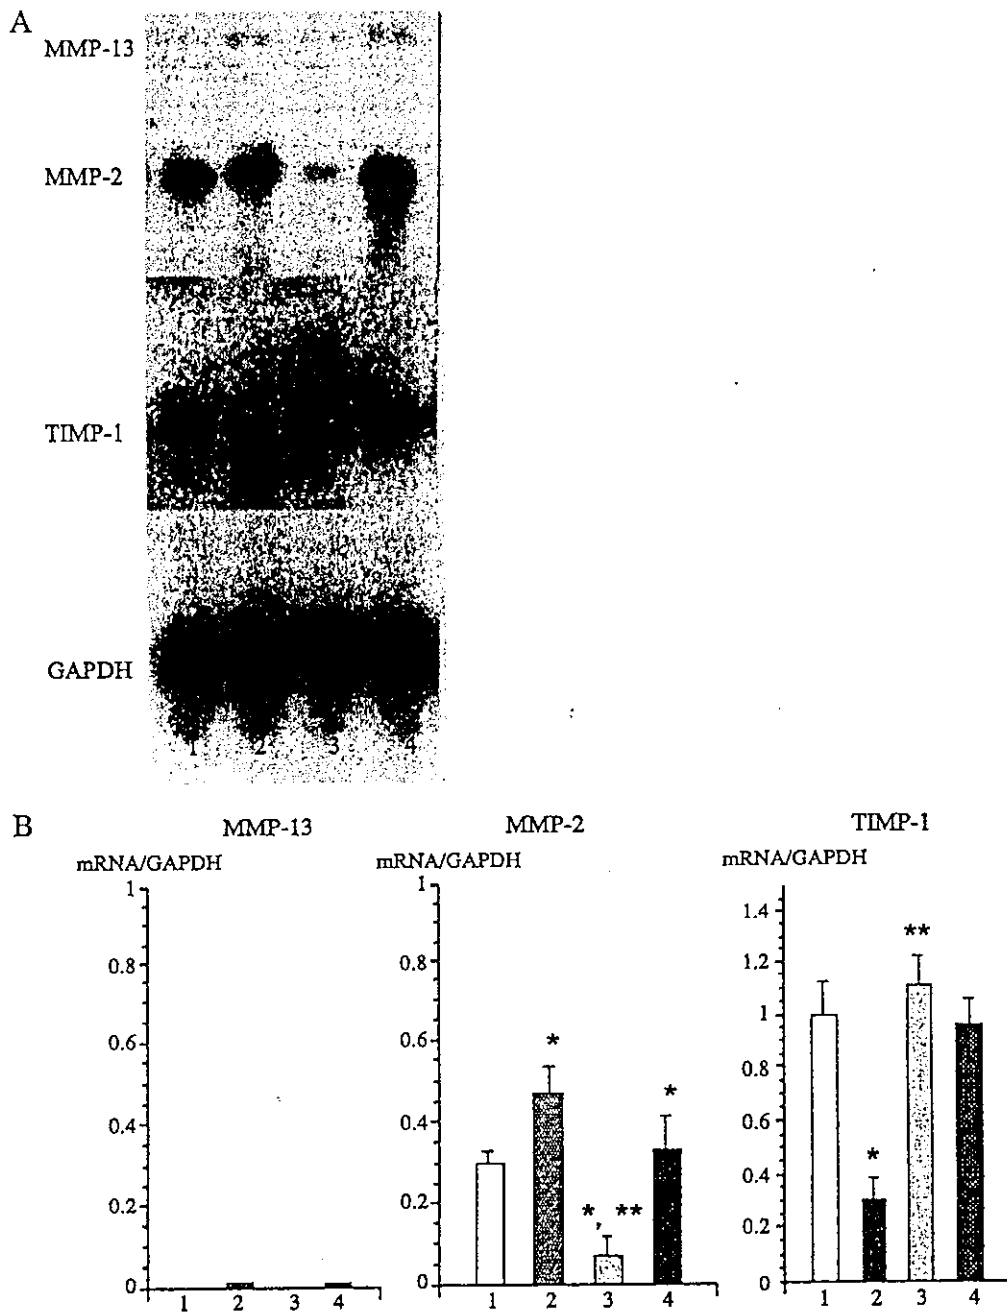 A
MMP-13
MMP-2
TIMP-1
GAPDH
1 2 3 4
B
MMP-13 MMP-2 TIMP-1
mRNA/GAPDH mRNA/GAPDH mRNA/GAPDH
1
0.8
0.6
0.4
0.2
0
1 2 3 4
1
0.8
0.6
0.4
0.2
0
*
*, **
*
1 2 3 4
1.4
1.2
1
0.8
0.6
0.4
0.2
0
*
**
1 2 3 4